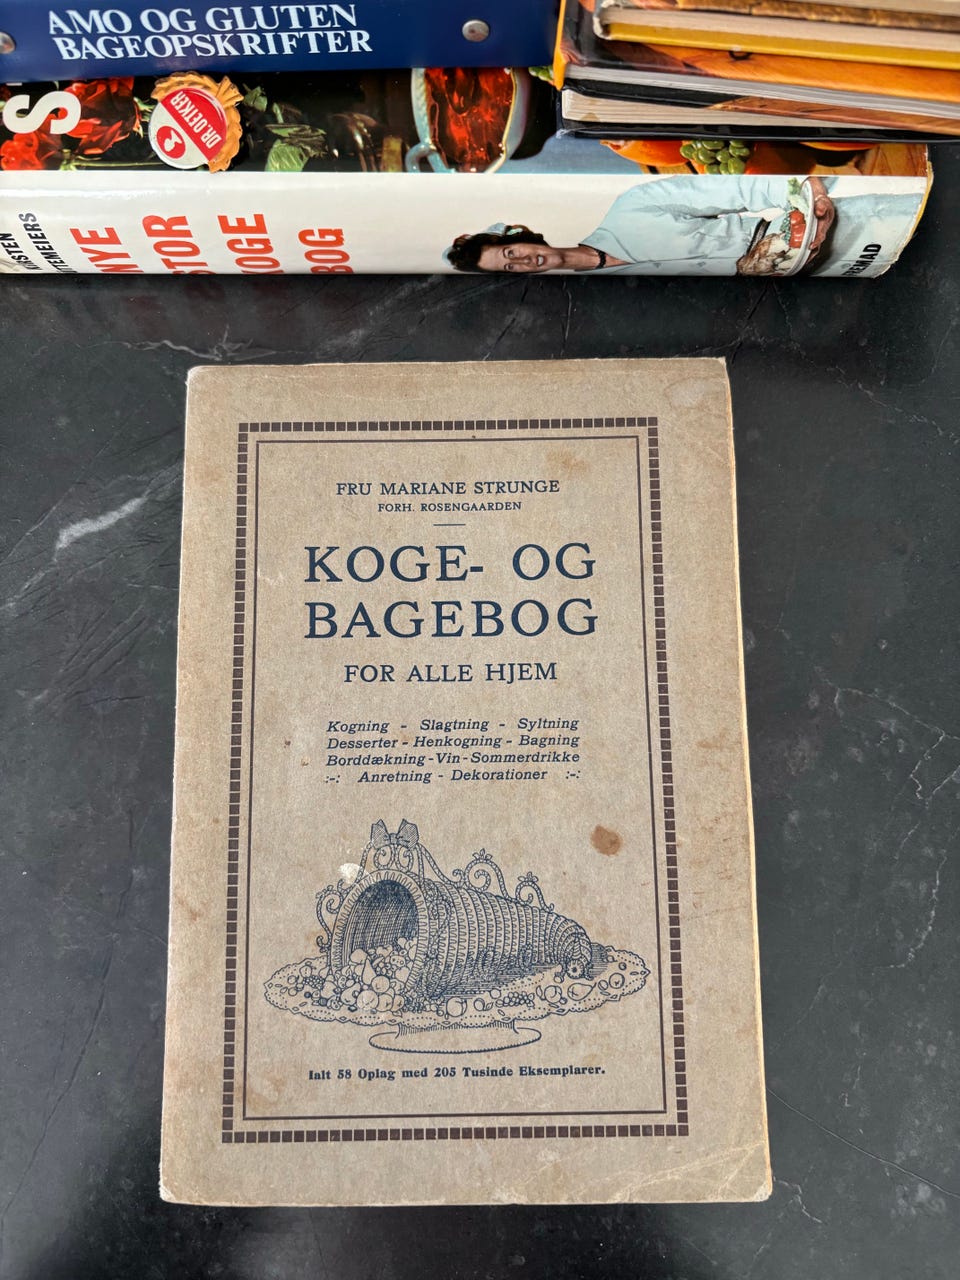 AMO OG GLUTEN
BAGEOPSKRIFTER
DR. OETKER
NYE
STOR
KOGE
BOG
FRU MARIANE STRUNGE
FORH. ROSENGAARDEN
KOGE- OG
BAGEBOG
FOR ALLE HJEM
Kogning - Slagtning - Syltning
Desserter - Henkogning - Bagning
Borddækning - Vin - Sommerdrikke
:-: Anretning - Dekorationer :-:
Ialt 58 Oplag med 205 Tusinde Eksemplarer.